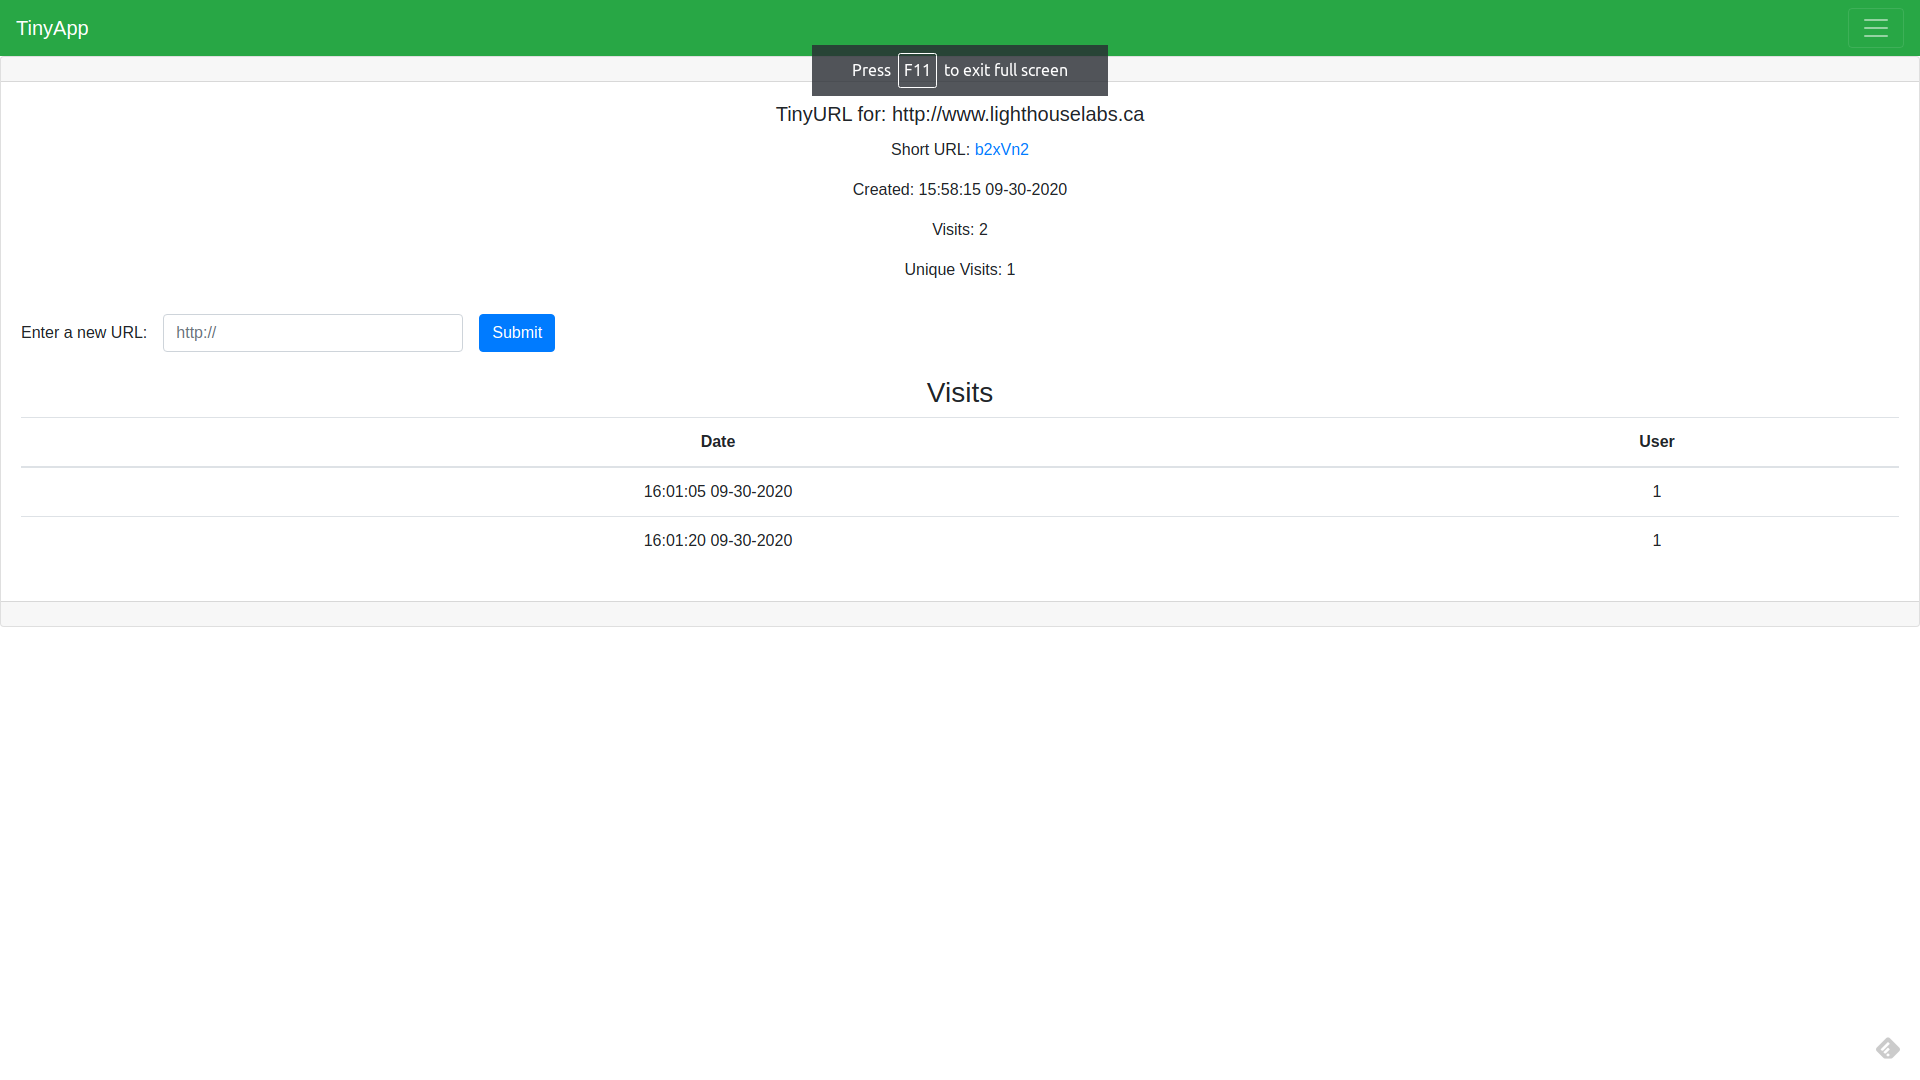 TinyApp
Press F11 to exit full screen
TinyURL for: http://www.lighthouselabs.ca
Short URL: b2xVn2
Created: 15:58:15 09-30-2020
Visits: 2
Unique Visits: 1
Enter a new URL: http:// Submit
Visits
Date User
16:01:05 09-30-2020 1
16:01:20 09-30-2020 1